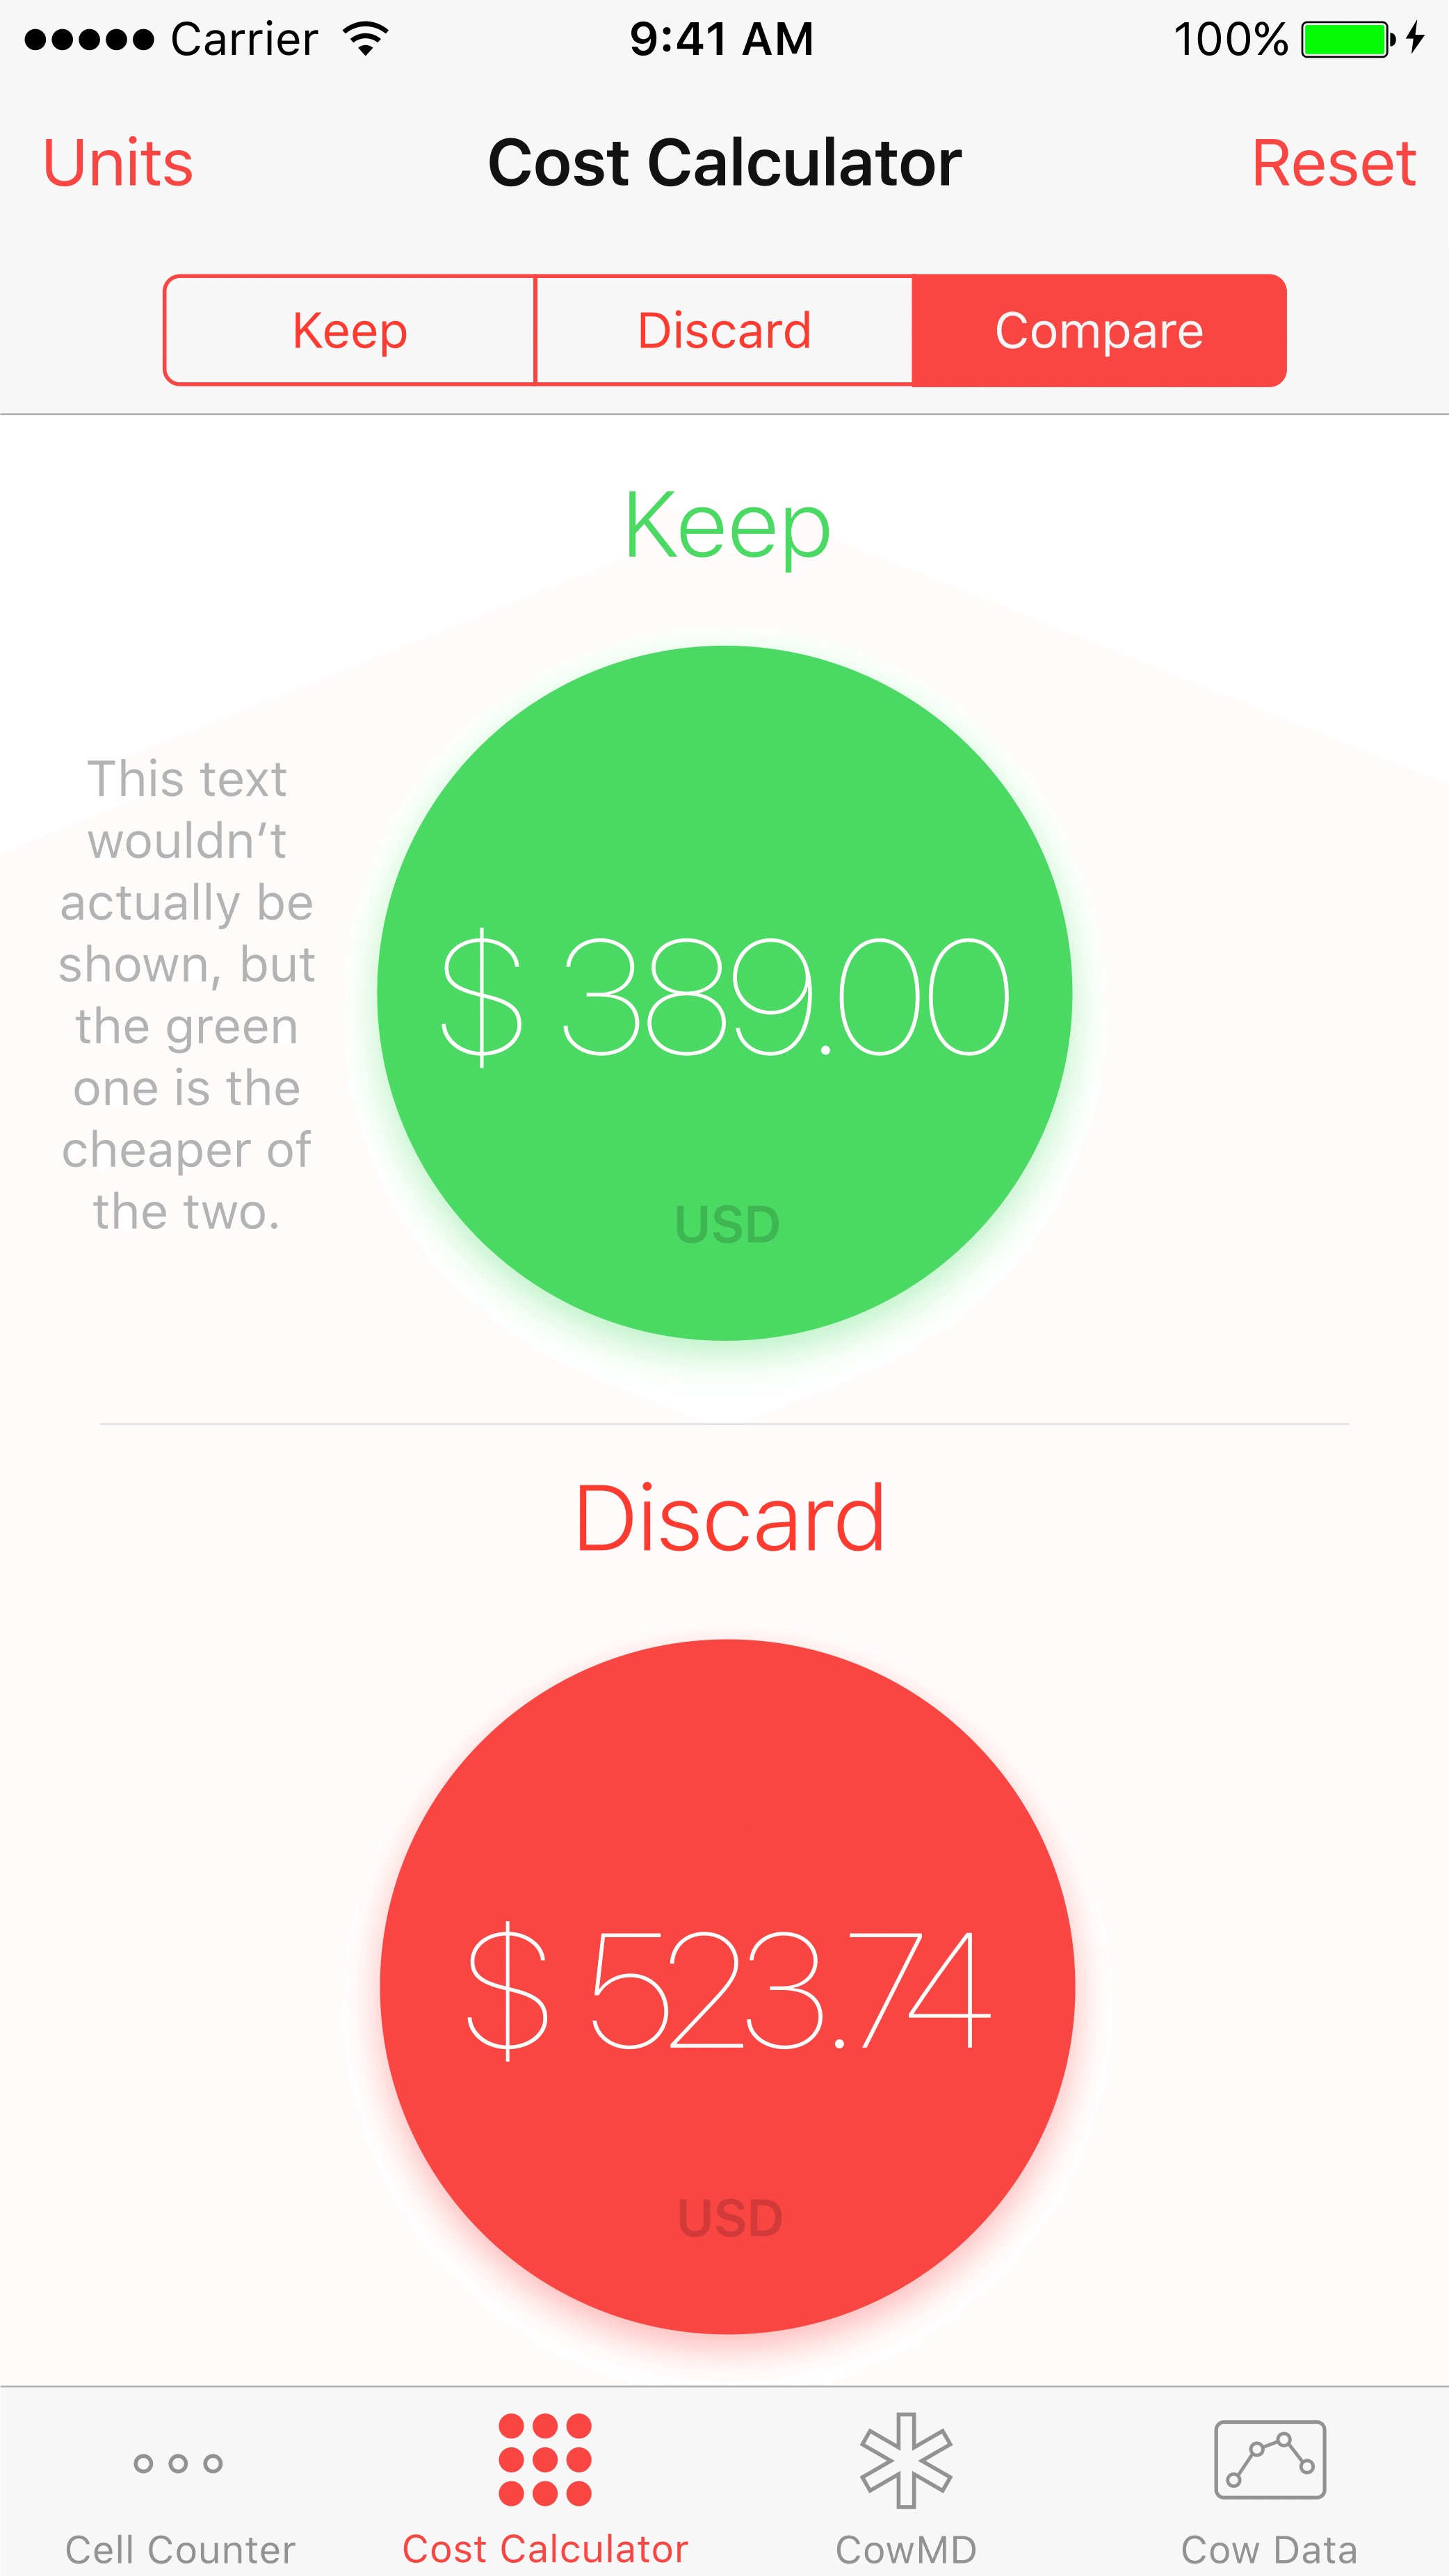 Carrier 9:41 AM 100%
Units Cost Calculator Reset
Keep Discard Compare
Keep
This text
wouldn’t
actually be
shown, but
the green
one is the
cheaper of
the two.
$ 389.00
USD
Discard
$ 523.74
USD
Cell Counter Cost Calculator CowMD Cow Data